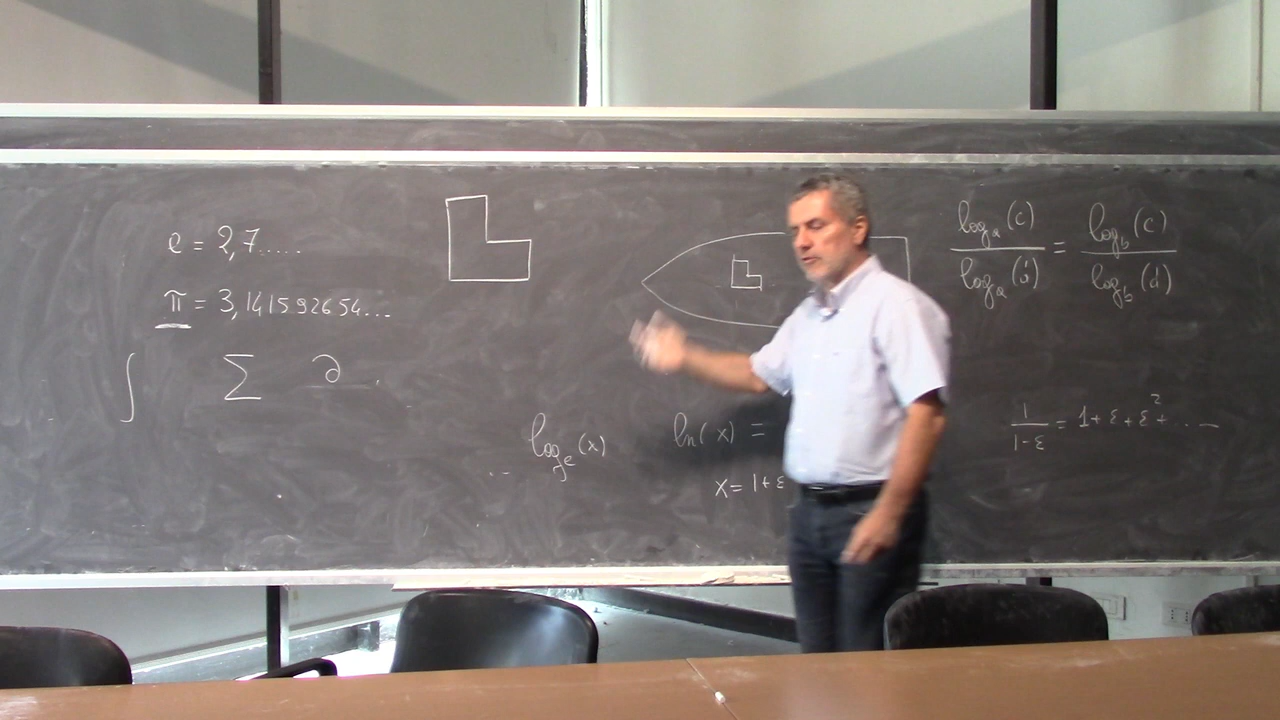 e = 2,7.....
π = 3,141592654...
∫ Σ ∂
log_e(x)
ln(x) =
x = 1+ε
log_a(c) / log_a(d) = log_b(c) / log_b(d)
1/(1-ε) = 1+ε+ε²+...